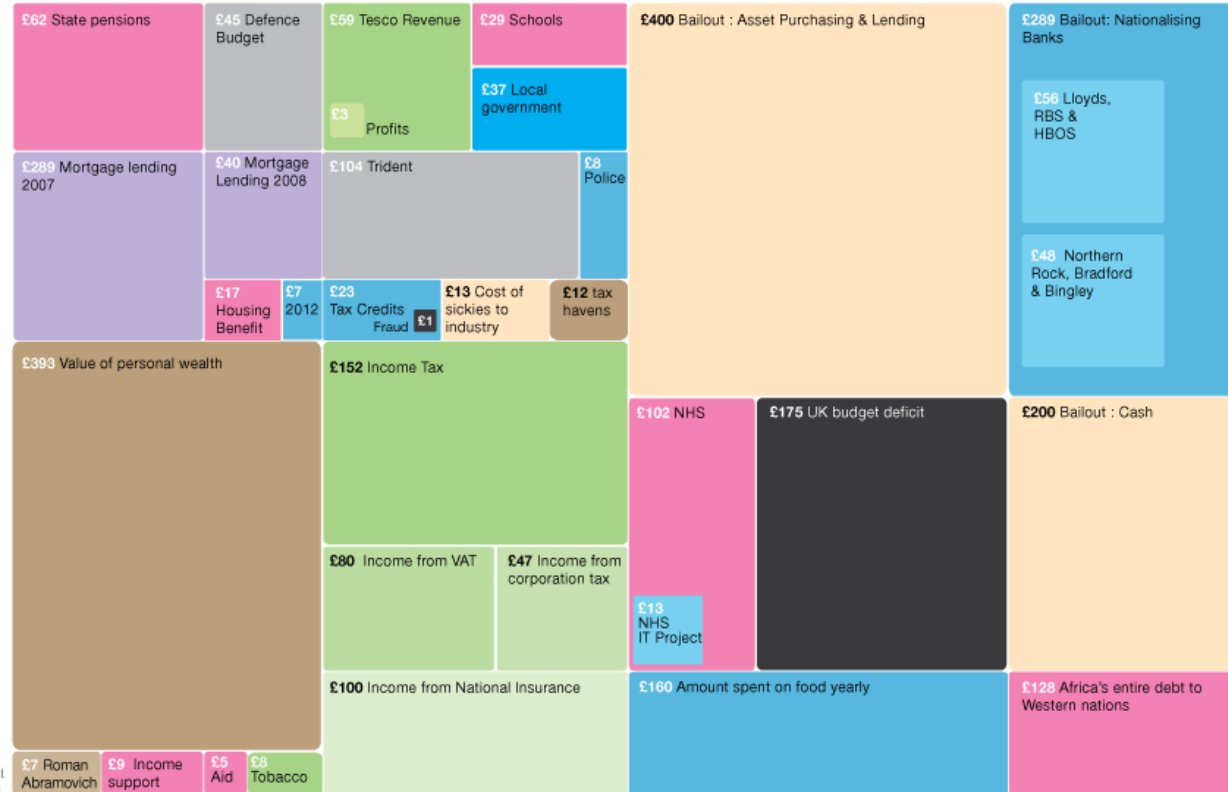 £62 State pensions
£45 Defence
Budget
£59 Tesco Revenue
£3
Profits
£29 Schools
£37 Local
government
£400 Bailout : Asset Purchasing & Lending
£289 Bailout: Nationalising
Banks
£56 Lloyds,
RBS &
HBOS
£48 Northern
Rock, Bradford
& Bingley
£289 Mortgage lending
2007
£40 Mortgage
Lending 2008
£104 Trident
£8
Police
£17
Housing
Benefit
£7
2012
£23
Tax Credits
Fraud £1
£13 Cost of
sickies to
industry
£12 tax
havens
£393 Value of personal wealth
£152 Income Tax
£102 NHS
£13
NHS
IT Project
£175 UK budget deficit
£200 Bailout : Cash
£80 Income from VAT
£47 Income from
corporation tax
£100 Income from National Insurance
£160 Amount spent on food yearly
£128 Africa's entire debt to
Western nations
£7 Roman
Abramovich
£9 Income
support
£5
Aid
£8
Tobacco